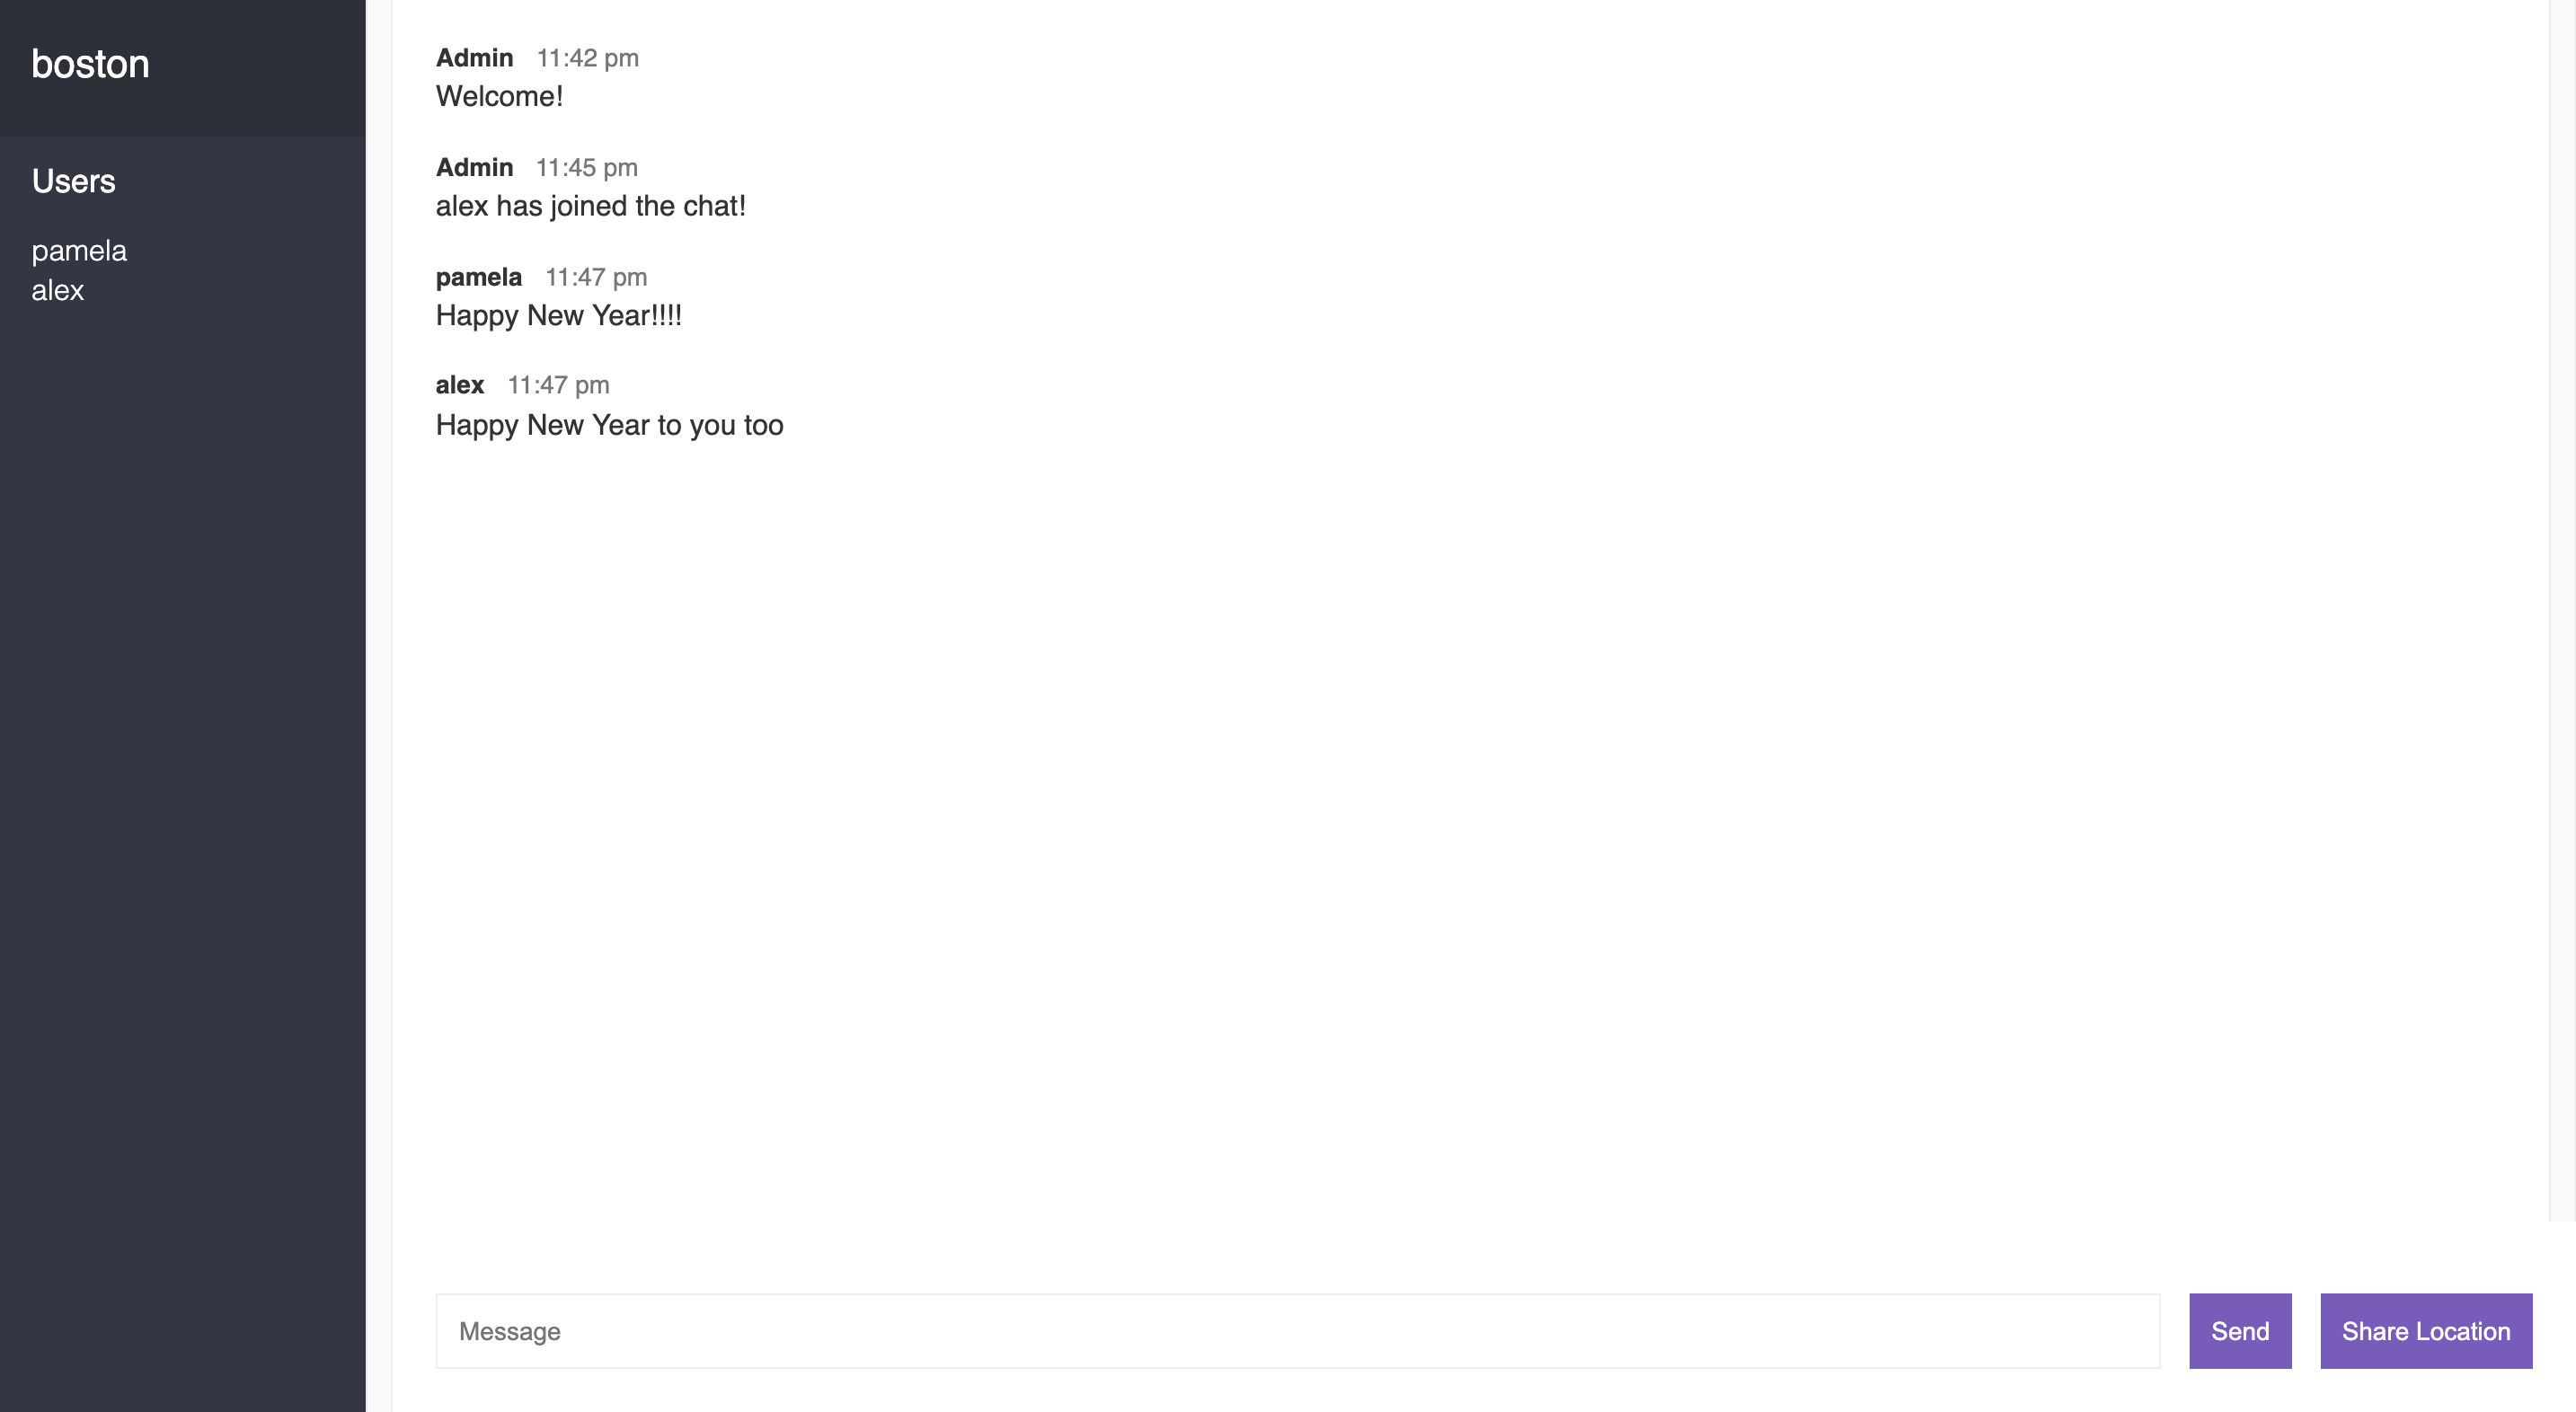 boston
Users
pamela
alex
Admin 11:42 pm
Welcome!
Admin 11:45 pm
alex has joined the chat!
pamela 11:47 pm
Happy New Year!!!!
alex 11:47 pm
Happy New Year to you too
Message
Send
Share Location